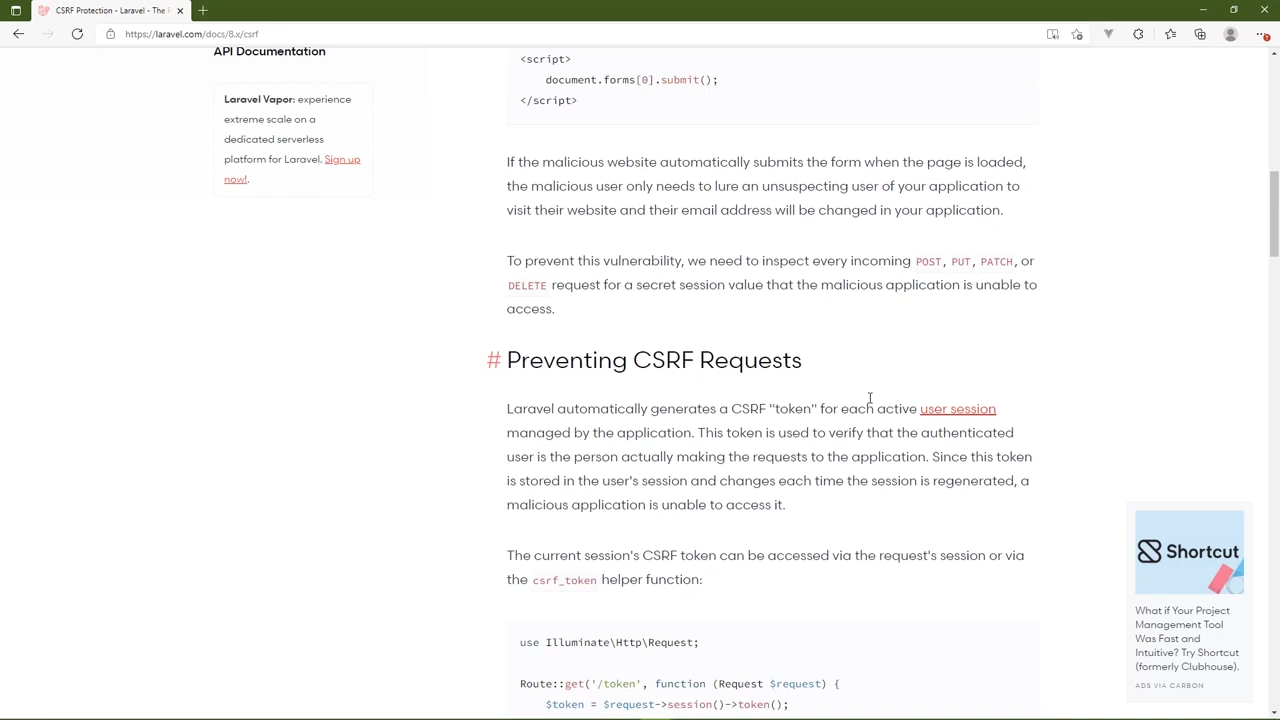 CSRF Protection - Laravel - The P
https://laravel.com/docs/8.x/csrf
API Documentation
Laravel Vapor: experience
extreme scale on a
dedicated serverless
platform for Laravel. Sign up
now!.
<script>
document.forms[0].submit();
</script>
If the malicious website automatically submits the form when the page is loaded,
the malicious user only needs to lure an unsuspecting user of your application to
visit their website and their email address will be changed in your application.
To prevent this vulnerability, we need to inspect every incoming POST, PUT, PATCH, or
DELETE request for a secret session value that the malicious application is unable to
access.
# Preventing CSRF Requests
Laravel automatically generates a CSRF "token" for each active user session
managed by the application. This token is used to verify that the authenticated
user is the person actually making the requests to the application. Since this token
is stored in the user's session and changes each time the session is regenerated, a
malicious application is unable to access it.
The current session's CSRF token can be accessed via the request's session or via
the csrf_token helper function:
use Illuminate\Http\Request;
Route::get('/token', function (Request $request) {
$token = $request->session()->token();
Shortcut
What if Your Project
Management Tool
Was Fast and
Intuitive? Try Shortcut
(formerly Clubhouse).
ADS VIA CARBON